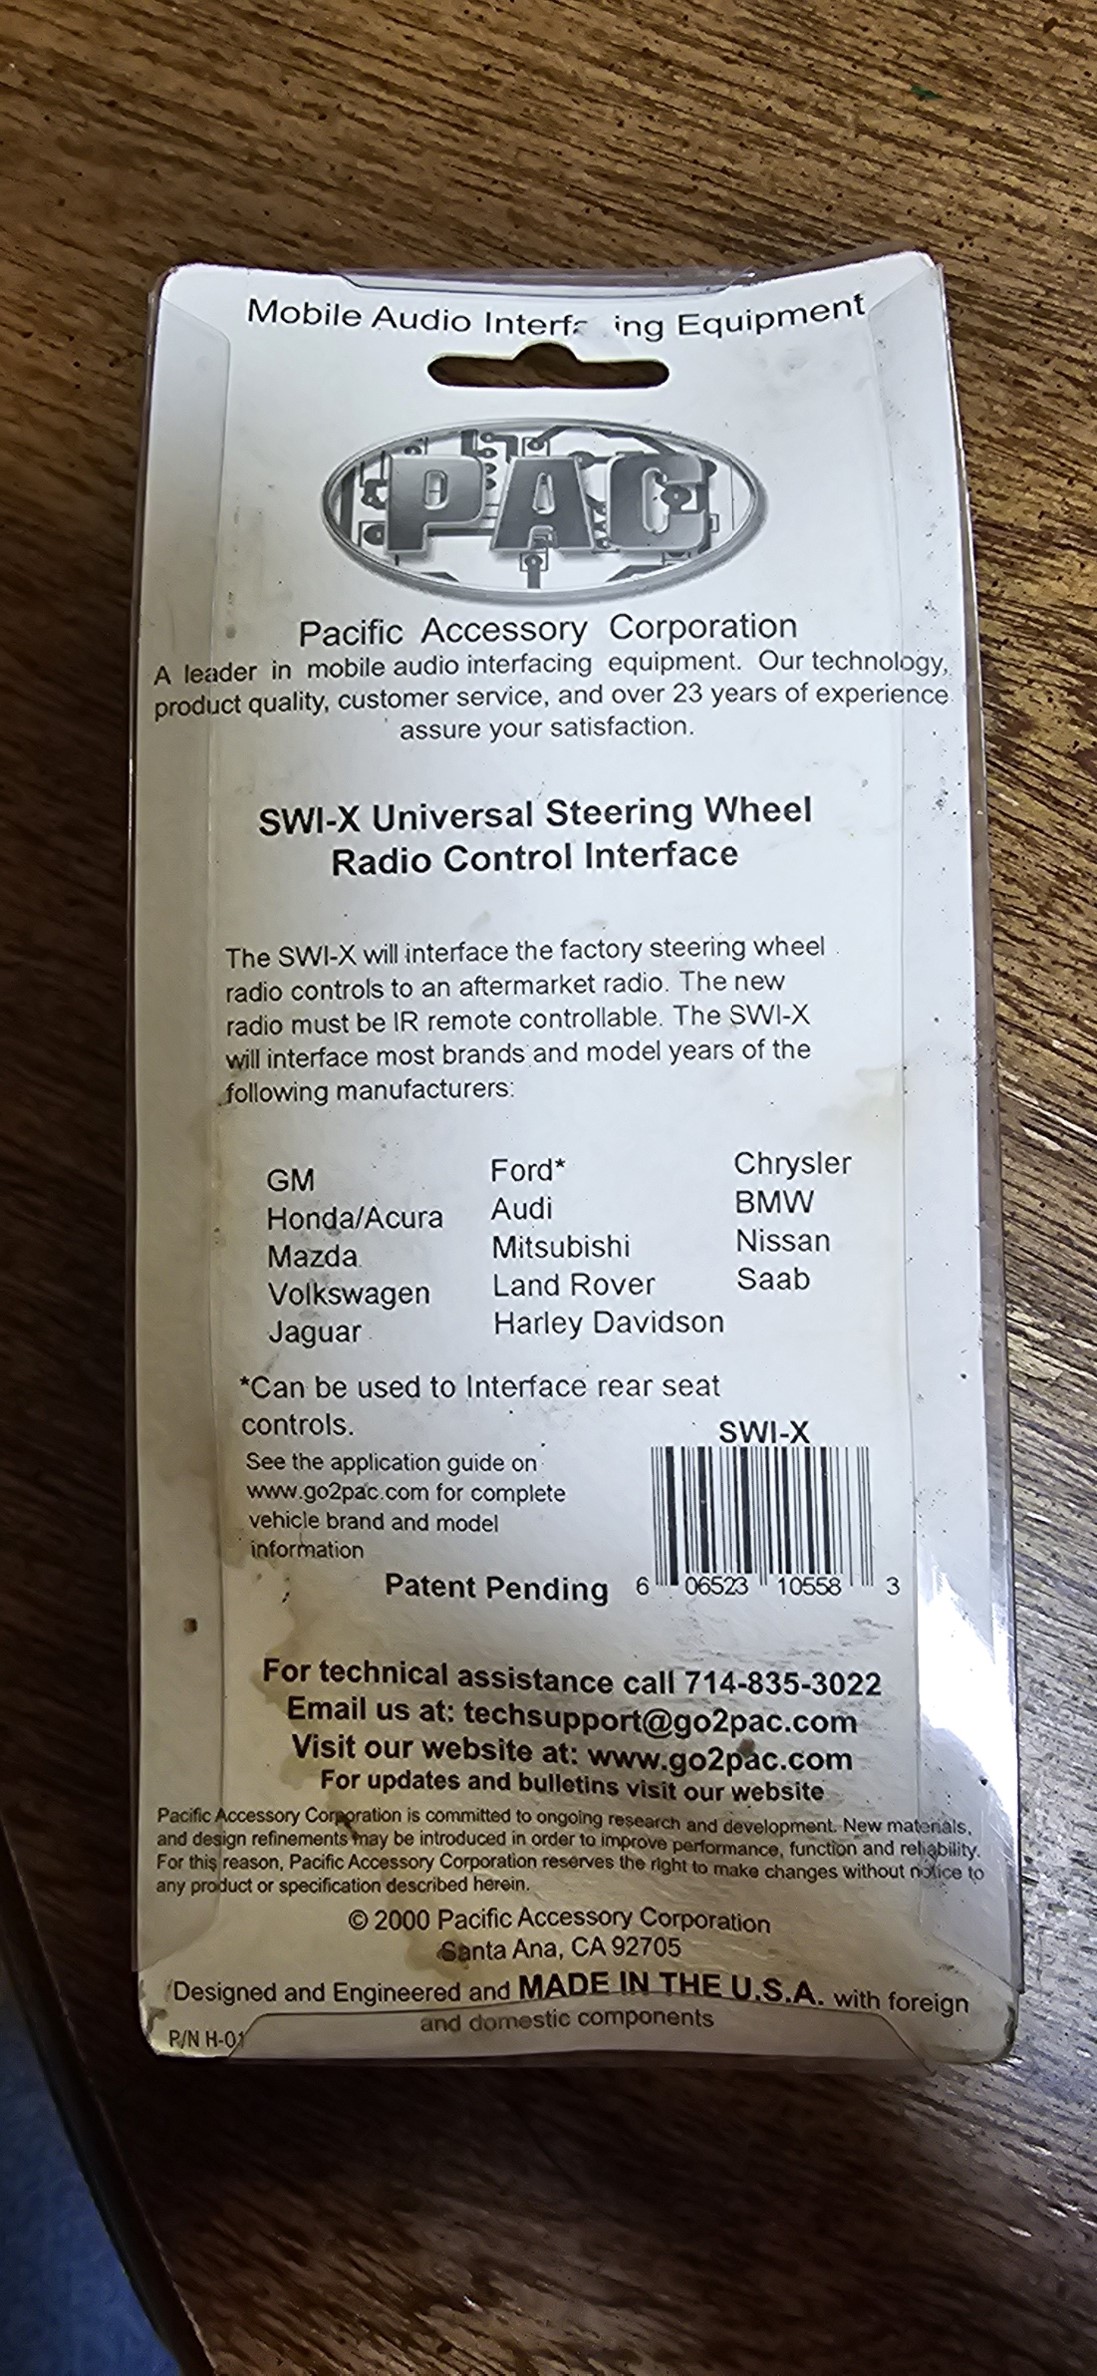 Mobile Audio Interfa ing Equipment
PAC
Pacific Accessory Corporation
A leader in mobile audio interfacing equipment. Our technology,
product quality, customer service, and over 23 years of experience
assure your satisfaction.
SWI-X Universal Steering Wheel
Radio Control Interface
The SWI-X will interface the factory steering wheel
radio controls to an aftermarket radio. The new
radio must be IR remote controllable. The SWI-X
will interface most brands and model years of the
following manufacturers:
GM Ford* Chrysler
Honda/Acura Audi BMW
Mazda Mitsubishi Nissan
Volkswagen Land Rover Saab
Jaguar Harley Davidson
*Can be used to Interface rear seat
controls.
SWI-X
See the application guide on
www.go2pac.com for complete
vehicle brand and model
information
Patent Pending 6 06523 10558 3
For technical assistance call 714-835-3022
Email us at: techsupport@go2pac.com
Visit our website at: www.go2pac.com
For updates and bulletins visit our website
Pacific Accessory Corporation is committed to ongoing research and development. New materials,
and design refinements may be introduced in order to improve performance, function and reliability.
For this reason, Pacific Accessory Corporation reserves the right to make changes without notice to
any product or specification described herein.
© 2000 Pacific Accessory Corporation
Santa Ana, CA 92705
Designed and Engineered and MADE IN THE U.S.A. with foreign
and domestic components
P/N H-01